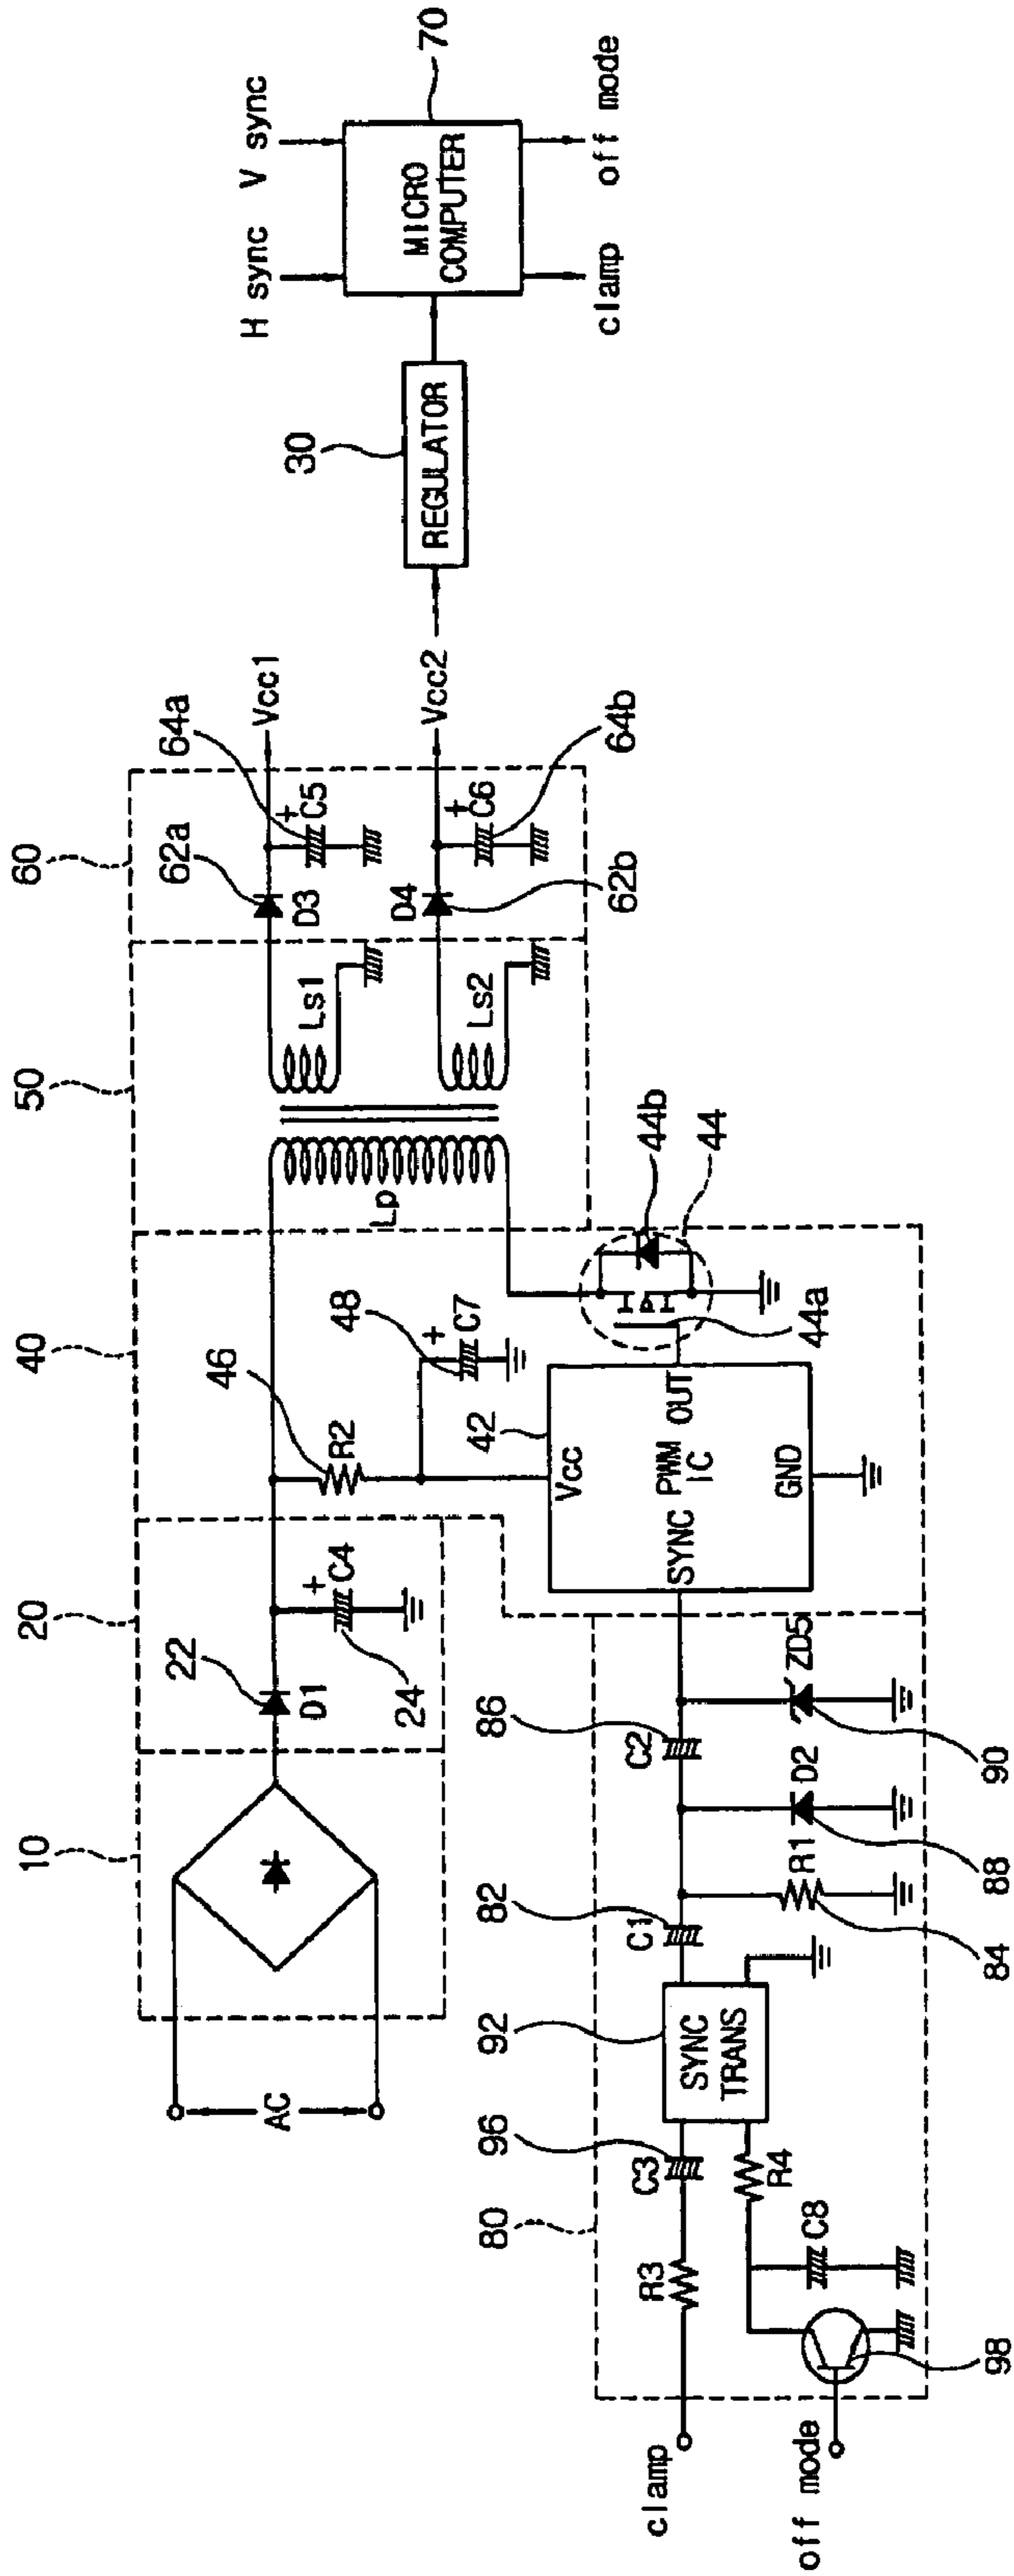 10
20
40
50
60
22
D1
+
C4
24
46
R2
48
+
C7
Lp
Ls1
Ls2
62a
D3
64a
+
C5
Vcc1
D4
62b
+
C6
64b
Vcc2
30
REGULATOR
H sync
V sync
MICRO
COMPUTER
70
clamp
off mode
AC
42
Vcc
SYNC
PWM
IC
OUT
GND
44a
44b
44
80
clamp
R3
C3
96
SYNC
TRANS
92
C1
82
C2
86
R4
C8
98
off mode
R1
84
D2
88
ZD5
90